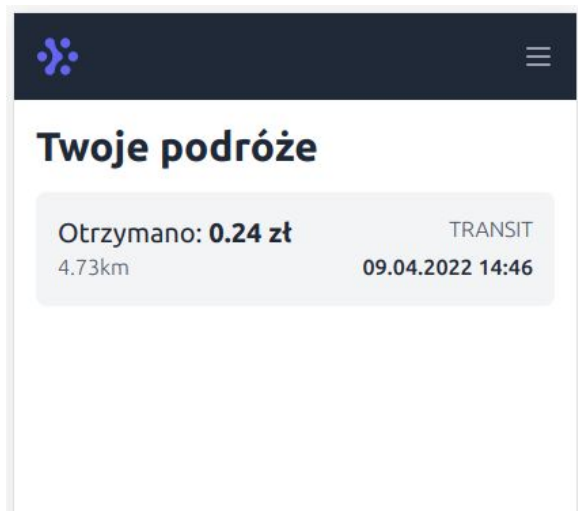 Twoje podróże
Otrzymano: 0.24 zł
TRANSIT
4.73km
09.04.2022 14:46